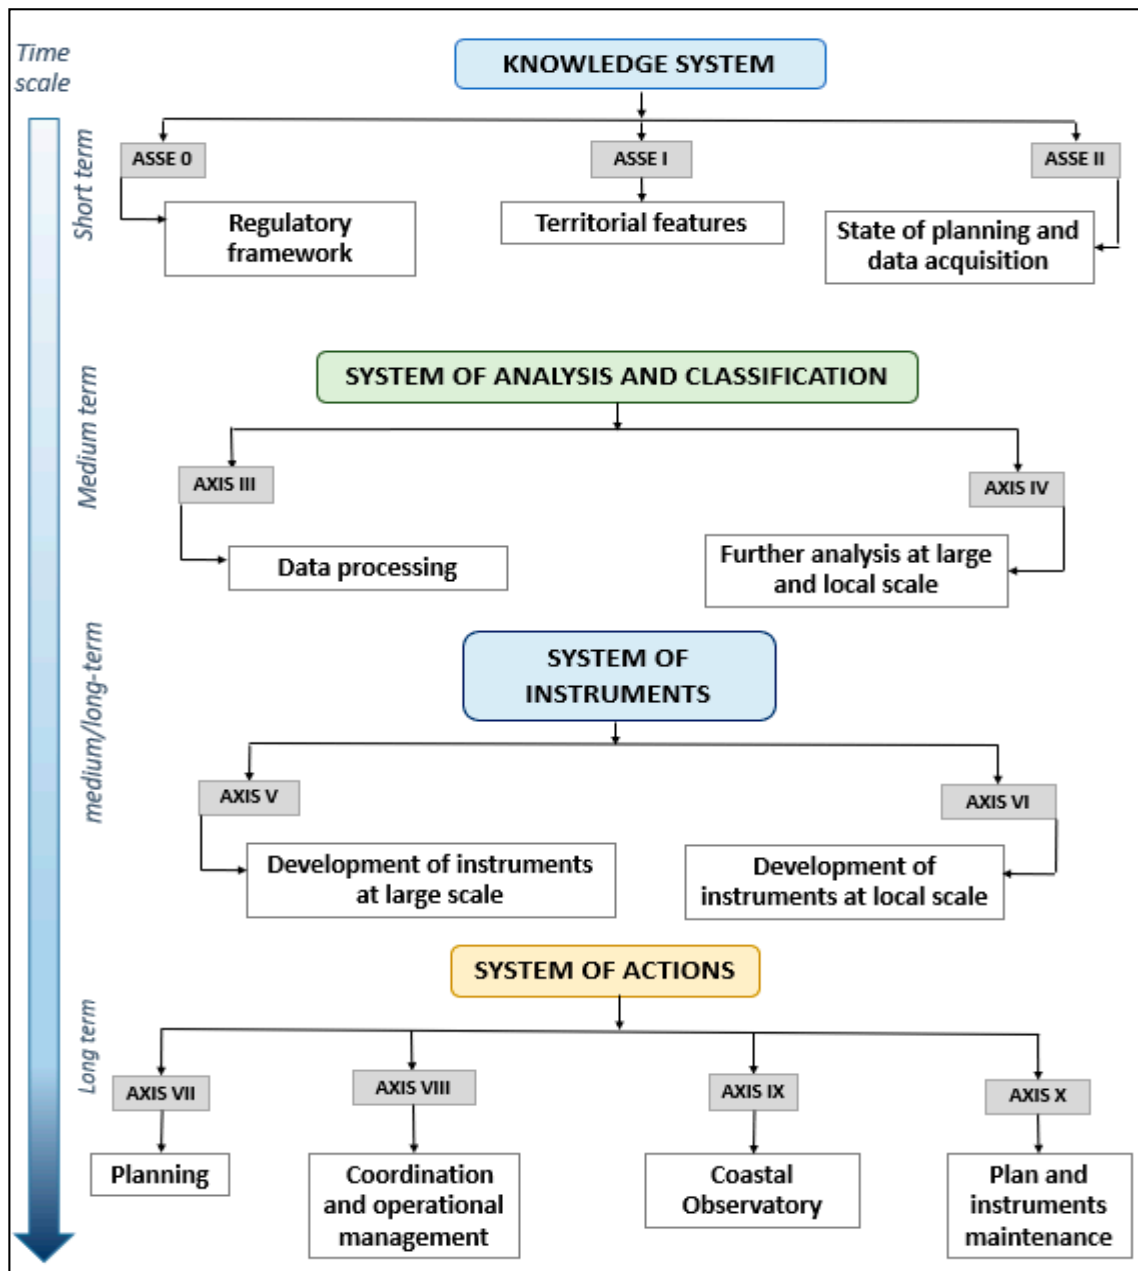 Time
scale
KNOWLEDGE SYSTEM
Short term
ASSE 0
ASSE I
ASSE II
Regulatory
framework
Territorial features
State of planning and
data acquisition
SYSTEM OF ANALYSIS AND CLASSIFICATION
Medium term
AXIS III
AXIS IV
Data processing
Further analysis at large
and local scale
SYSTEM OF
INSTRUMENTS
medium/long-term
AXIS V
AXIS VI
Development of instruments
at large scale
Development of
instruments at local scale
SYSTEM OF ACTIONS
Long term
AXIS VII
AXIS VIII
AXIS IX
AXIS X
Planning
Coordination
and operational
management
Coastal
Observatory
Plan and
instruments
maintenance